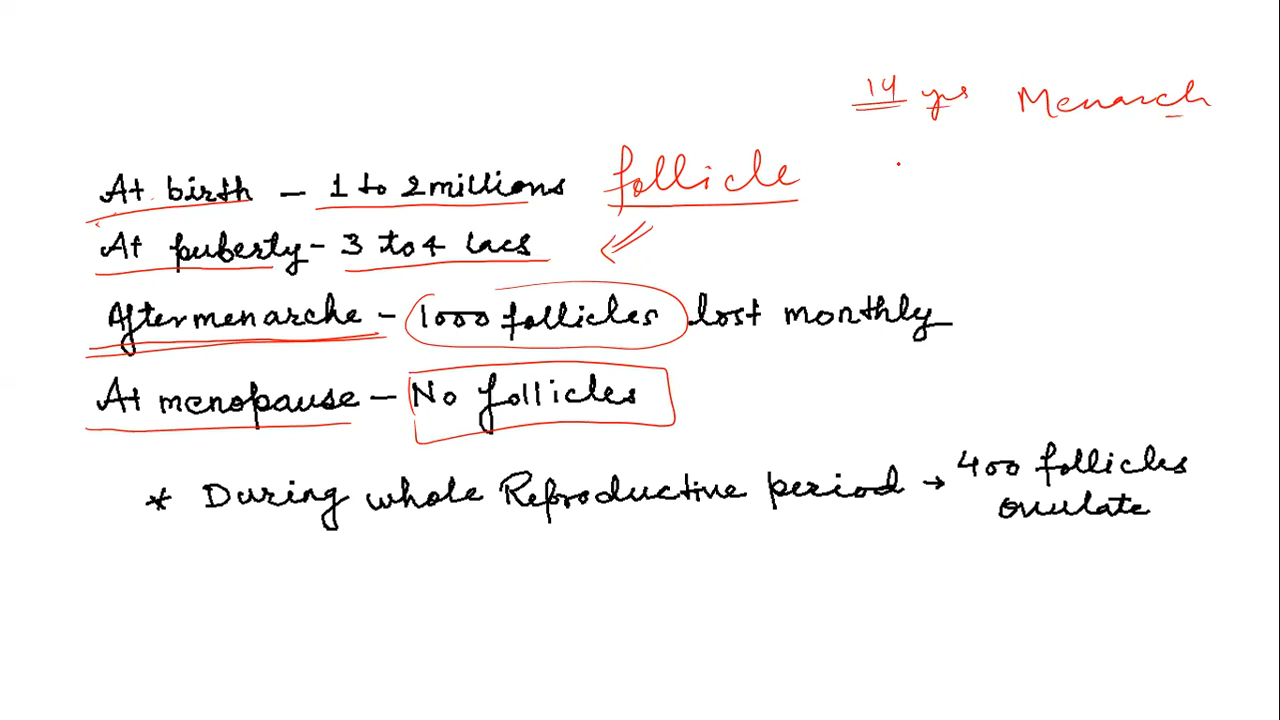 14 yrs Menarch
At birth - 1 to 2 millions follicle
At puberty - 3 to 4 lacs
After menarche - 1000 follicles lost monthly
At menopause - No follicles
* During whole Reproductive period → 400 follicles
ovulate